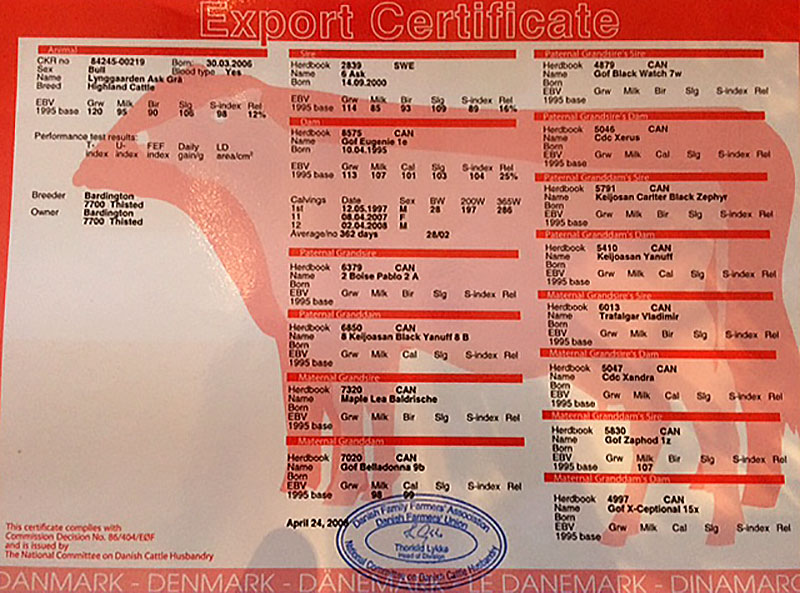 Export Certificate
Animal
CKR no 84245-00219 Born: 30.03.2006
Sex Bull Blood type Yes
Name Lynggaarden Ask Grå
Breed Highland Cattle
EBV Grw Milk Bir Slg S-index Rel
1995 base 120 95 90 106 98 12%
Performance test results:
T-index U-index FEF index Daily gain/g LD area/cm²
Breeder Bardington
7700 Thisted
Owner Bardington
7700 Thisted
Sire
Herdbook 2839 SWE
Name 6 Ask
Born 14.09.2000
EBV Grw Milk Bir Slg S-index Rel
1995 base 114 85 93 109 89 16%
Dam
Herdbook 8575 CAN
Name Gof Eugenie 1e
Born 10.04.1995
EBV Grw Milk Cal Slg S-index Rel
1995 base 113 107 101 103 104 25%
Calvings Date Sex BW 200W 365W
1st 12.05.1997 M 28 197 286
11 08.04.2007 F
12 02.04.2008 M
Average/no 362 days 28/02
Paternal Grandsire
Herdbook 6379 CAN
Name 2 Boise Pablo 2 A
Born
EBV Grw Milk Bir Slg S-index Rel
1995 base
Paternal Granddam
Herdbook 6850 CAN
Name 8 Keijoasan Black Yanuff 8 B
Born
EBV Grw Milk Cal Slg S-index Rel
1995 base
Maternal Grandsire
Herdbook 7320 CAN
Name Maple Lea Baldrische
Born
EBV Grw Milk Bir Slg S-index Rel
1995 base
Maternal Granddam
Herdbook 7020 CAN
Name Gof Belladonna 9b
Born
EBV Grw Milk Cal Slg S-index Rel
1995 base 98 99
Paternal Grandsire's Sire
Herdbook 4879 CAN
Name Gof Black Watch 7w
Born
EBV Grw Milk Bir Slg S-index Rel
1995 base
Paternal Grandsire's Dam
Herdbook 5046 CAN
Name Cdc Xerus
Born
EBV Grw Milk Cal Slg S-index Rel
1995 base
Paternal Granddam's Sire
Herdbook 5791 CAN
Name Keijosan Carlter Black Zephyr
Born
EBV Grw Milk Bir Slg S-index Rel
1995 base
Paternal Granddam's Dam
Herdbook 5410 CAN
Name Keijoasan Yanuff
Born
EBV Grw Milk Cal Slg S-index Rel
1995 base
Maternal Grandsire's Sire
Herdbook 6013 CAN
Name Trafalgar Vladimir
Born
EBV Grw Milk Bir Slg S-index Rel
1995 base
Maternal Grandsire's Dam
Herdbook 5047 CAN
Name Cdc Xandra
Born
EBV Grw Milk Cal Slg S-index Rel
1995 base
Maternal Granddam's Sire
Herdbook 5830 CAN
Name Gof Zaphod 1z
Born
EBV Grw Milk Bir Slg S-index Rel
1995 base 107
Maternal Granddam's Dam
Herdbook 4997 CAN
Name Gof X-Ceptional 15x
Born
EBV Grw Milk Cal Slg S-index Rel
1995 base
This certificate complies with
Commission Decision No. 86/404/EØF
and is issued by
The National Committee on Danish Cattle Husbandry
April 24,
Danish Family Farmers' Association
Danish Farmers' Union
Thorkild Lykka
Head of Division
National Committee on Danish Cattle Husbandry
DANMARK - DENMARK - DÄNEMARK - LE DANEMARK - DINAMARC